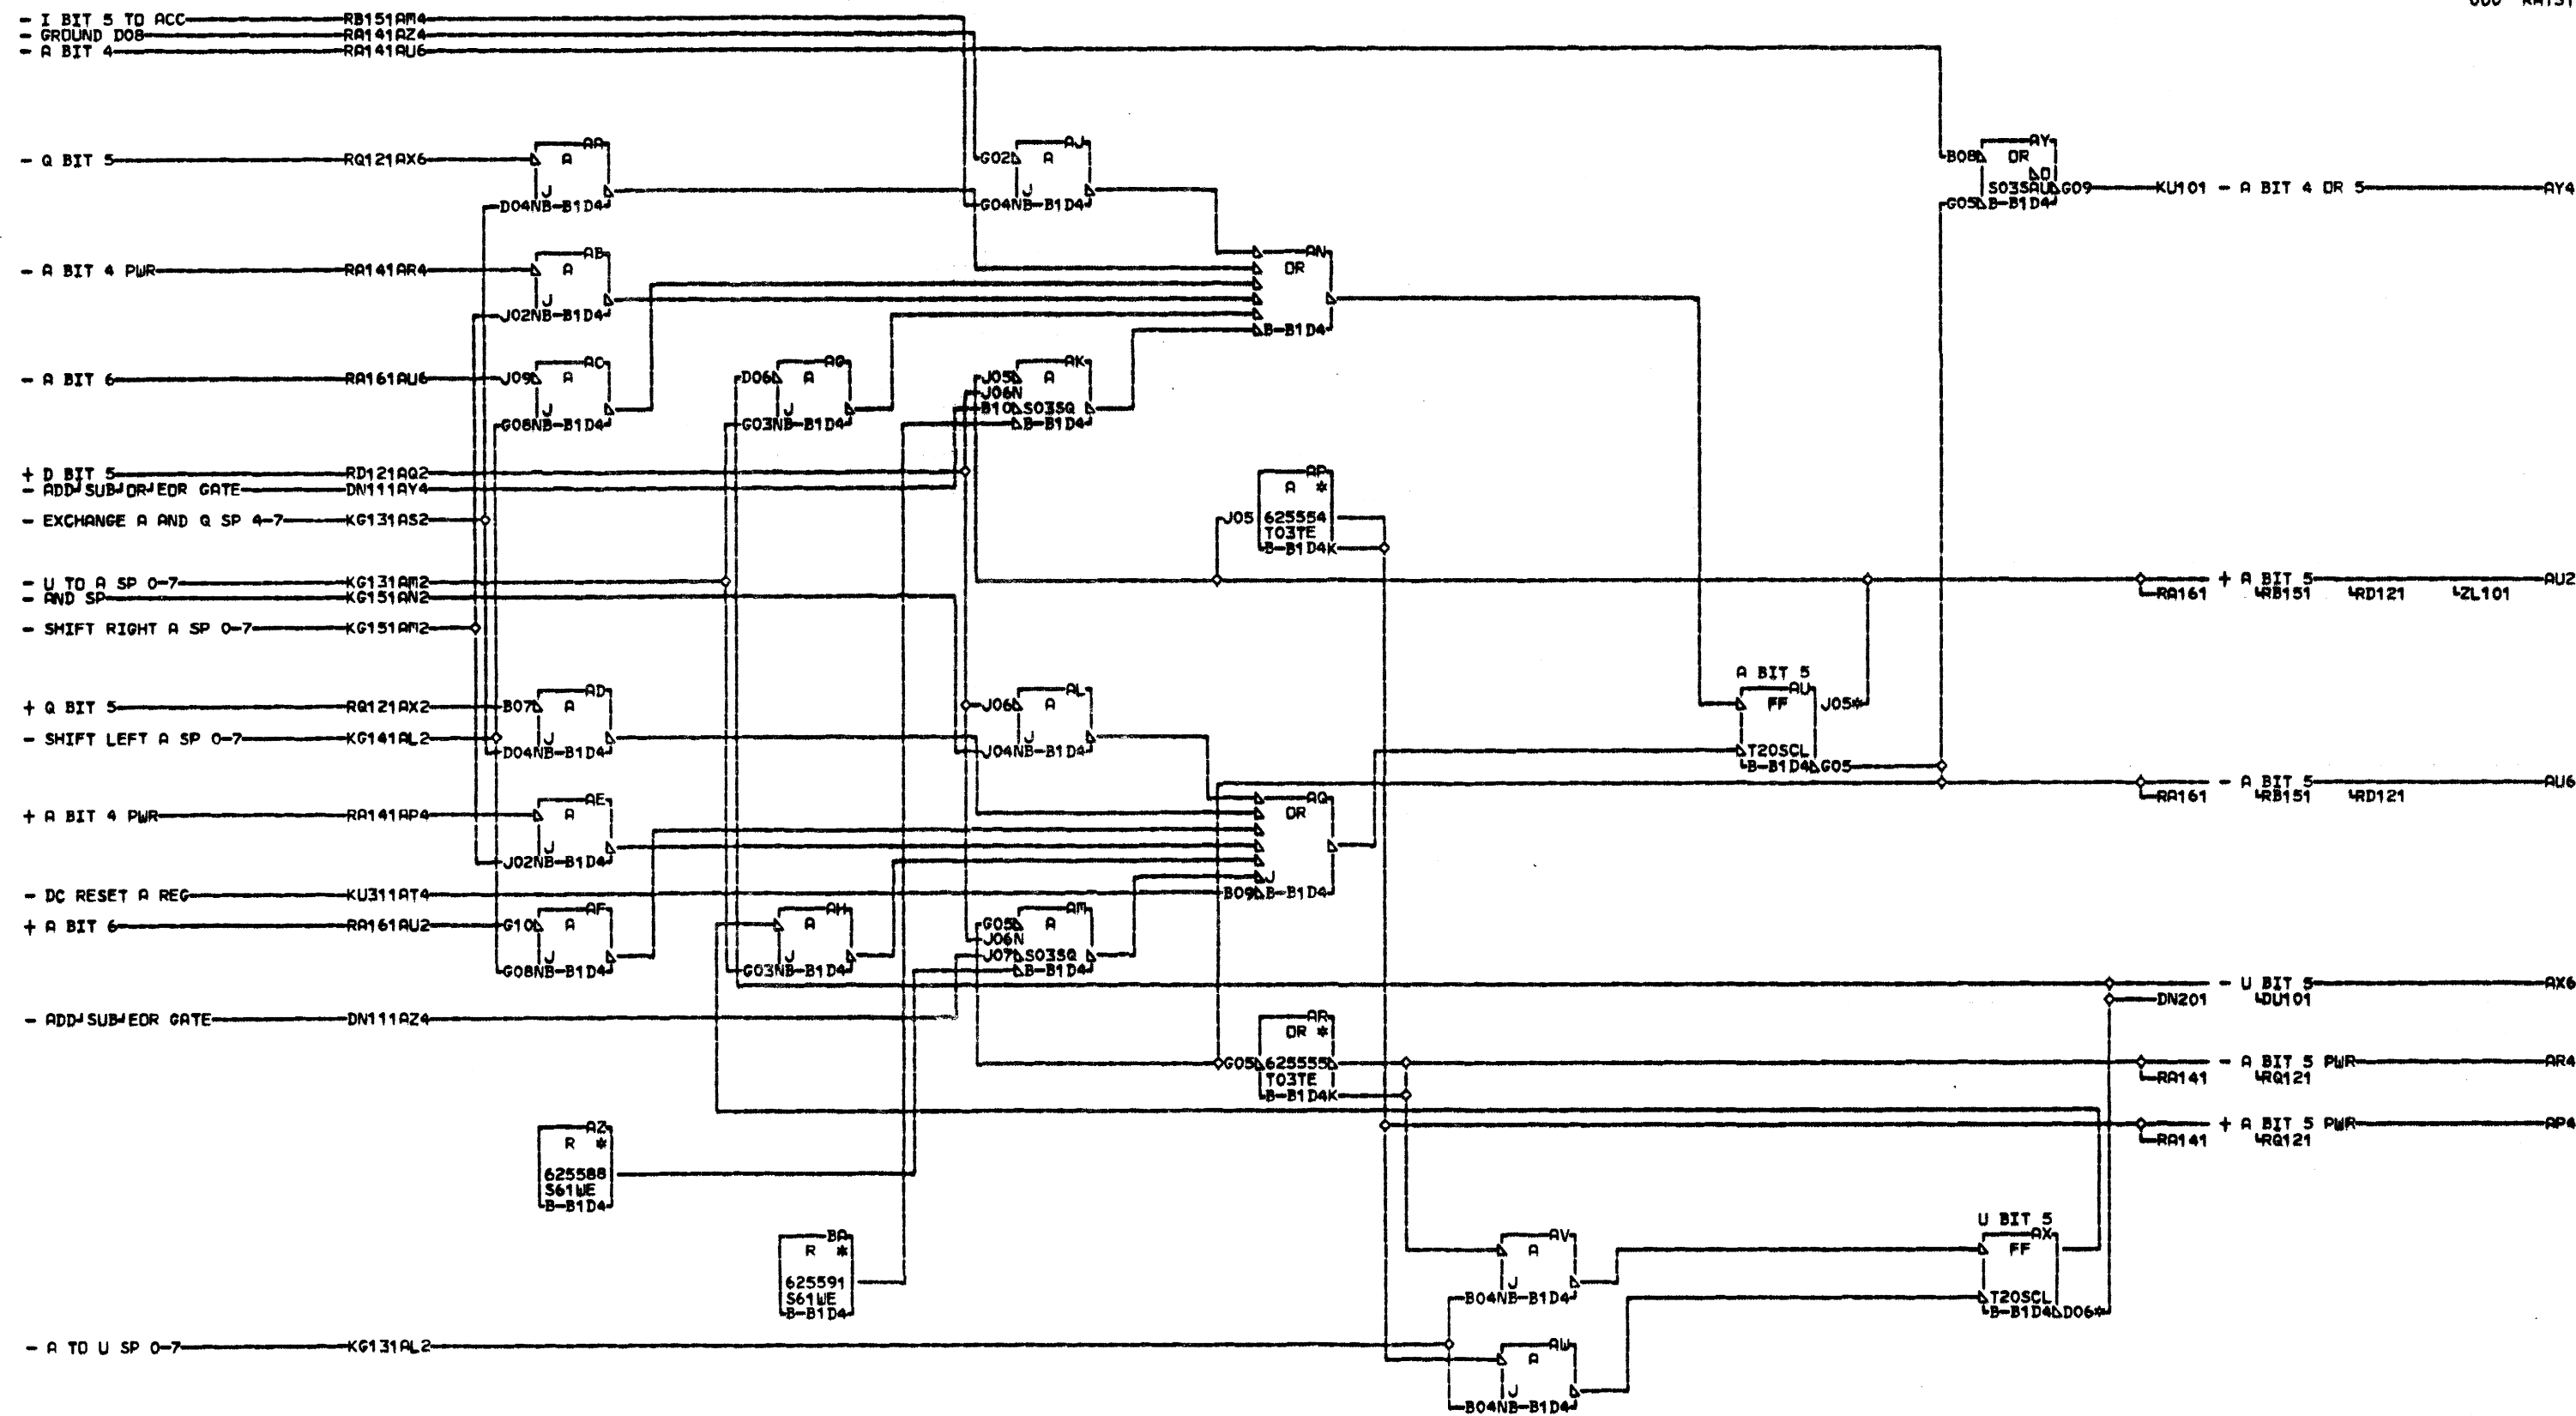 - I BIT 5 TO ACC RB151AM4
- GROUND D08 RA141AZ4
- A BIT 4 RA141AU6
- Q BIT 5 RQ121AX6
AA
A
J
D04NB-B1D4
AJ
G02 A
J
G04NB-B1D4
AY
B08 OR
D
S03SAU G09 KU101 - A BIT 4 OR 5 AY4
G05 B-B1D4
- A BIT 4 PWR RA141AR4
AB
A
J
J02NB-B1D4
AN
OR
B-B1D4
- A BIT 6 RA161AU6
AC
J09 A
J
G08NB-B1D4
AG
D06 A
J
G03NB-B1D4
AK
J05 A
J06N
B10 S03SQ
B-B1D4
+ D BIT 5 RD121AQ2
- ADD SUB OR EOR GATE DN111AY4
- EXCHANGE A AND Q SP 4-7 KG131AS2
AP
A *
J05 625554
T03TE
B-B1D4K
- U TO A SP 0-7 KG131AM2
- AND SP KG151AN2
- SHIFT RIGHT A SP 0-7 KG151AM2
+ A BIT 5 AU2
RA161 RB151 RD121 ZL101
+ Q BIT 5 RQ121AX2
- SHIFT LEFT A SP 0-7 KG141AL2
AD
B07 A
J
D04NB-B1D4
AL
J06 A
J
J04NB-B1D4
A BIT 5
AU
FF J05*
T20SCL
B-B1D4 G05
- A BIT 5 AU6
RA161 RB151 RD121
+ A BIT 4 PWR RA141AP4
AE
A
J
J02NB-B1D4
AQ
OR
J
B09 B-B1D4
- DC RESET A REG KU311AT4
+ A BIT 6 RA161AU2
AF
G10 A
J
G08NB-B1D4
AH
A
J
G03NB-B1D4
AM
G05 A
J06N
J07 S03SQ
B-B1D4
- U BIT 5 AX6
DN201 DU101
- ADD SUB EOR GATE DN111AZ4
AR
OR *
G05 625555
T03TE
B-B1D4K
- A BIT 5 PWR AR4
RA141 RQ121
+ A BIT 5 PWR AP4
RA141 RQ121
AZ
R *
625588
S61WE
B-B1D4
BA
R *
625591
S61WE
B-B1D4
AV
A
J
B04NB-B1D4
U BIT 5
AX
FF
T20SCL
B-B1D4 D06*
- A TO U SP 0-7 KG131AL2
AW
A
J
B04NB-B1D4